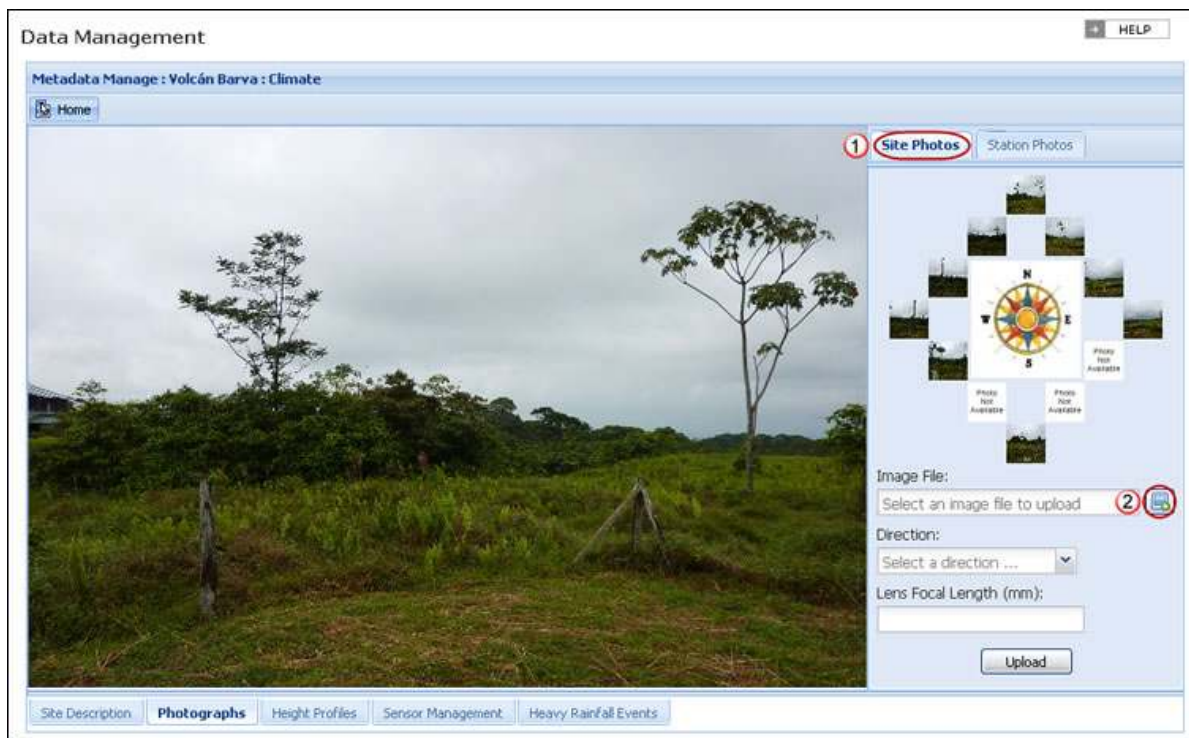 Data Management
HELP
Metadata Manage : Volcán Barva : Climate
Home
1
Site Photos
Station Photos
N
W
E
S
Photo
Not
Available
Photo
Not
Available
Photo
Not
Available
Image File:
Select an image file to upload
2
Direction:
Select a direction ...
Lens Focal Length (mm):
Upload
Site Description
Photographs
Height Profiles
Sensor Management
Heavy Rainfall Events